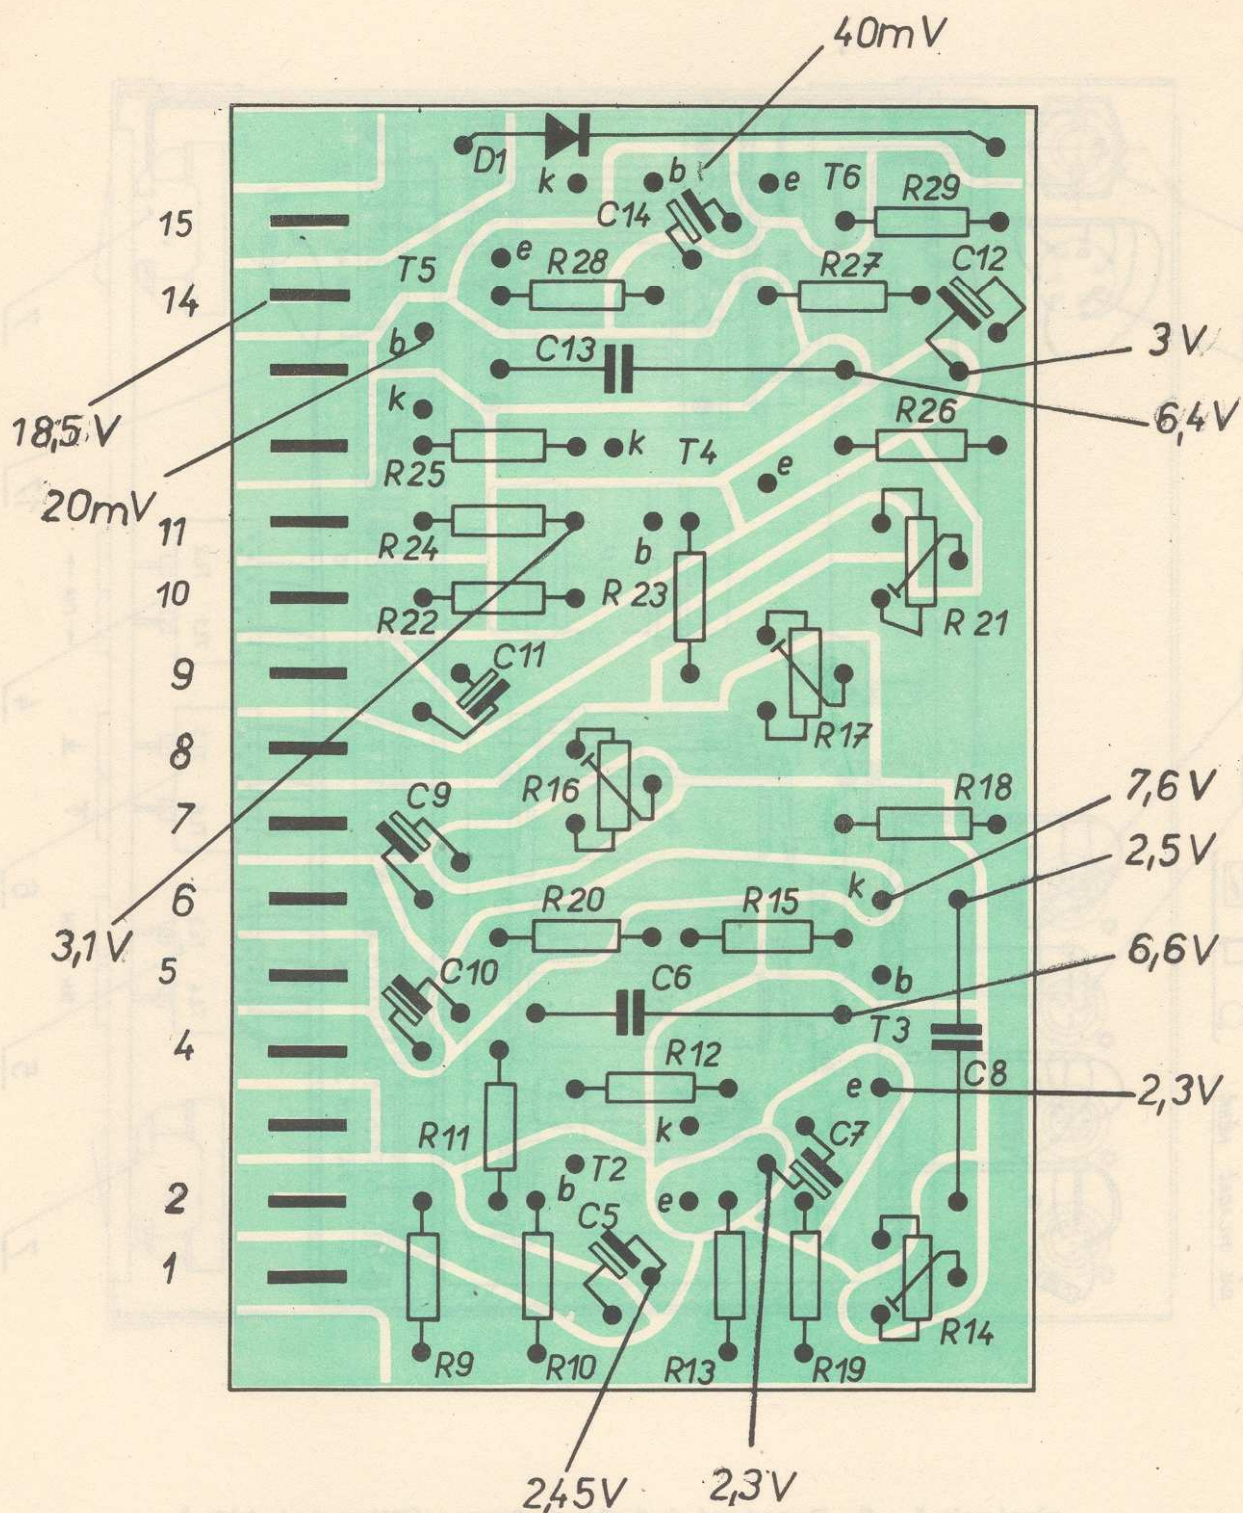 40mV
D1
k
b
e
T6
R29
15
C14
e
T5
R28
R27
C12
14
b
C13
3V
k
R26
6,4V
18,5V
R25
k
T4
e
20mV
11
R24
b
10
R22
R23
R21
9
C11
R17
8
R16
C9
R18
7,6V
7
2,5V
6
R20
R15
k
3,1V
5
C10
C6
b
6,6V
4
R12
T3
C8
e
2,3V
R11
k
C7
2
b
T2
e
C5
1
R14
R9
R10
R13
R19
2,45V
2,3V